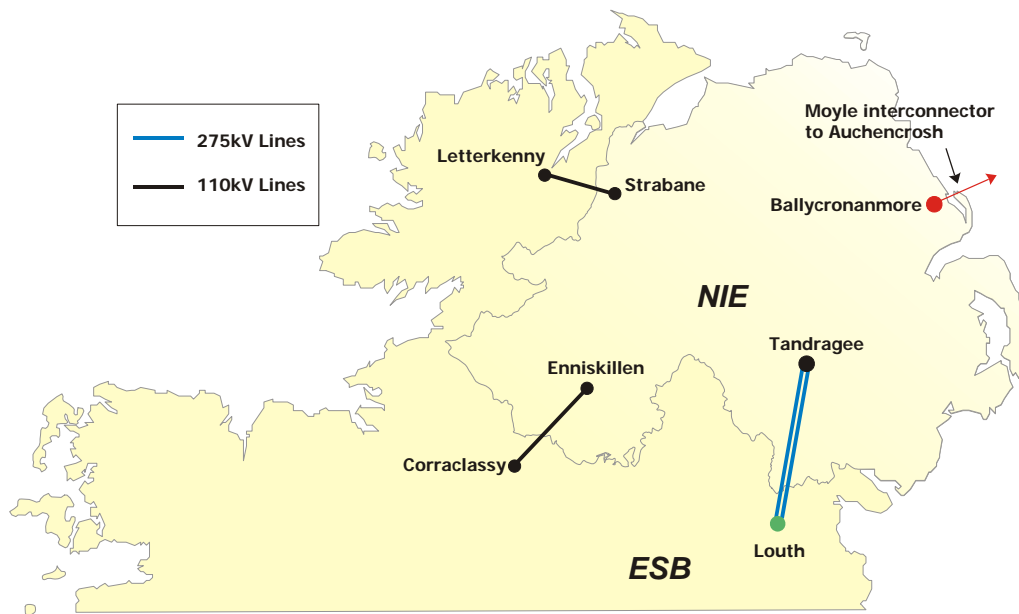 Moyle interconnector
to Auchencrosh
275kV Lines
110kV Lines
Letterkenny
Strabane
Ballycronanmore
NIE
Tandragee
Enniskillen
Corraclassy
Louth
ESB